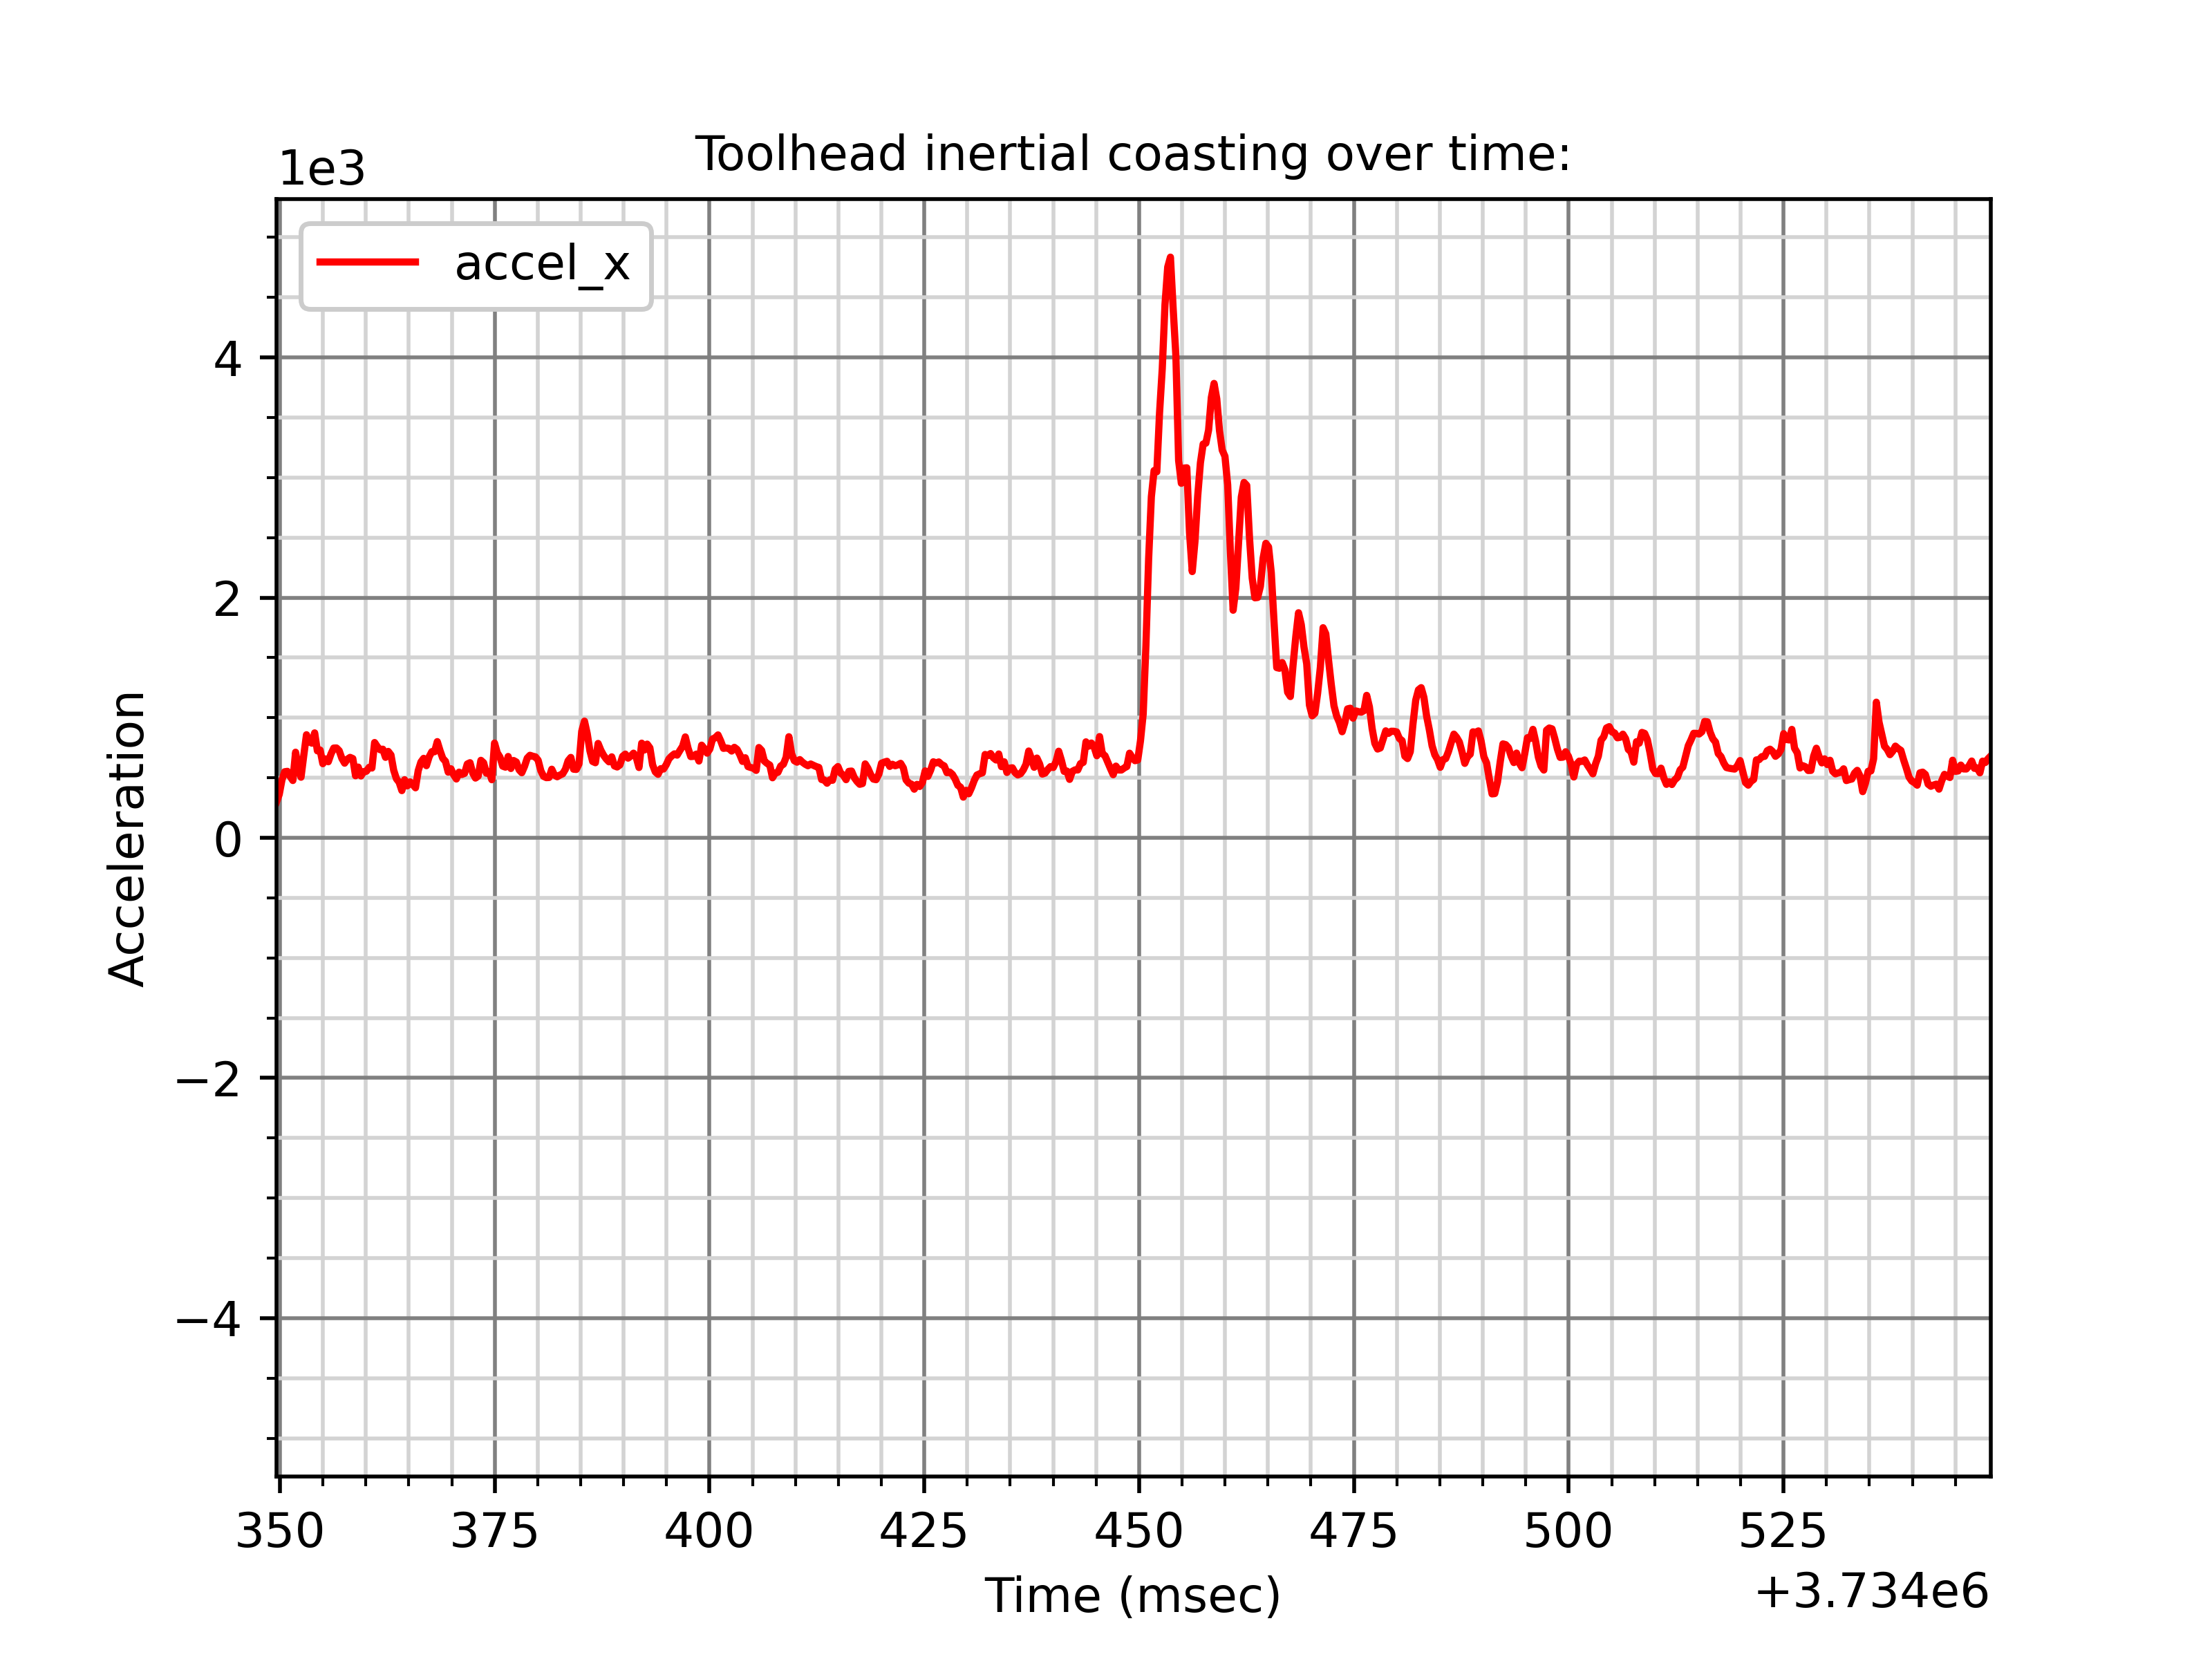 Toolhead inertial coasting over time:
1e3
accel_x
4
2
0
−2
−4
Acceleration
350 375 400 425 450 475 500 525
Time (msec)
+3.734e6